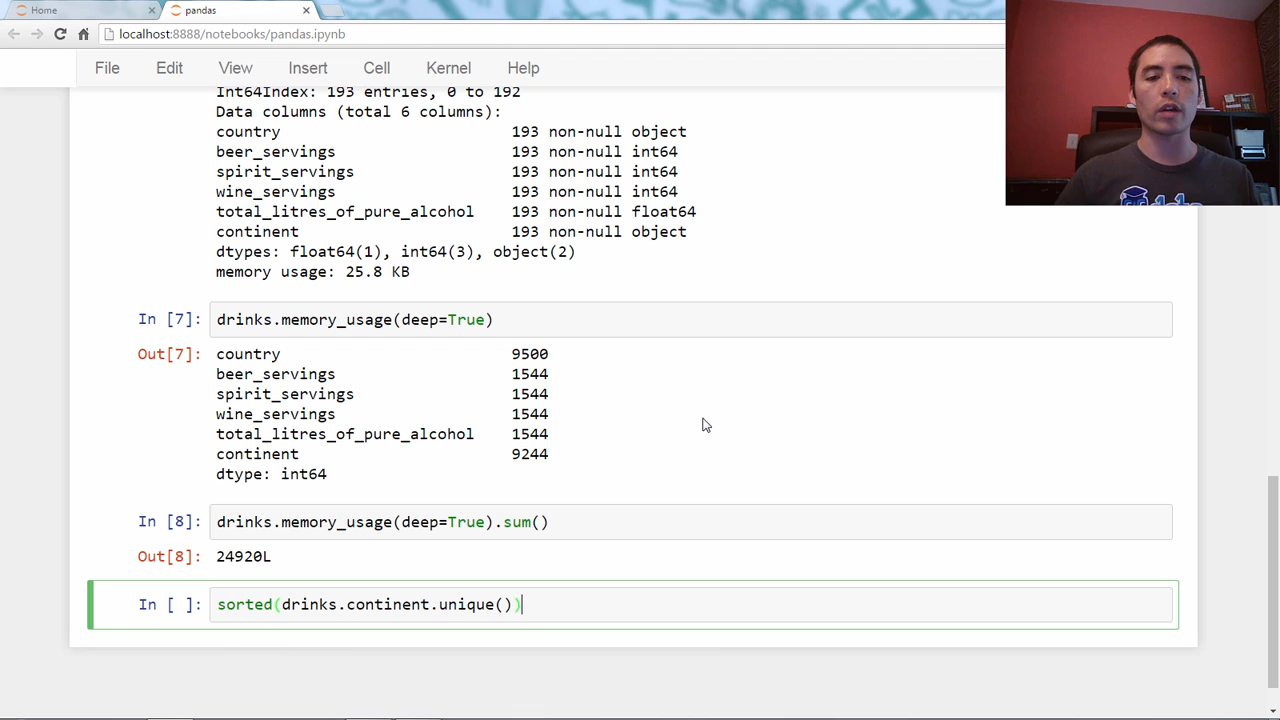 Home
pandas
localhost:8888/notebooks/pandas.ipynb
File Edit View Insert Cell Kernel Help
Int64Index: 193 entries, 0 to 192
Data columns (total 6 columns):
country 193 non-null object
beer_servings 193 non-null int64
spirit_servings 193 non-null int64
wine_servings 193 non-null int64
total_litres_of_pure_alcohol 193 non-null float64
continent 193 non-null object
dtypes: float64(1), int64(3), object(2)
memory usage: 25.8 KB
In [7]: drinks.memory_usage(deep=True)
Out[7]: country 9500
beer_servings 1544
spirit_servings 1544
wine_servings 1544
total_litres_of_pure_alcohol 1544
continent 9244
dtype: int64
In [8]: drinks.memory_usage(deep=True).sum()
Out[8]: 24920L
In [ ]: sorted(drinks.continent.unique())